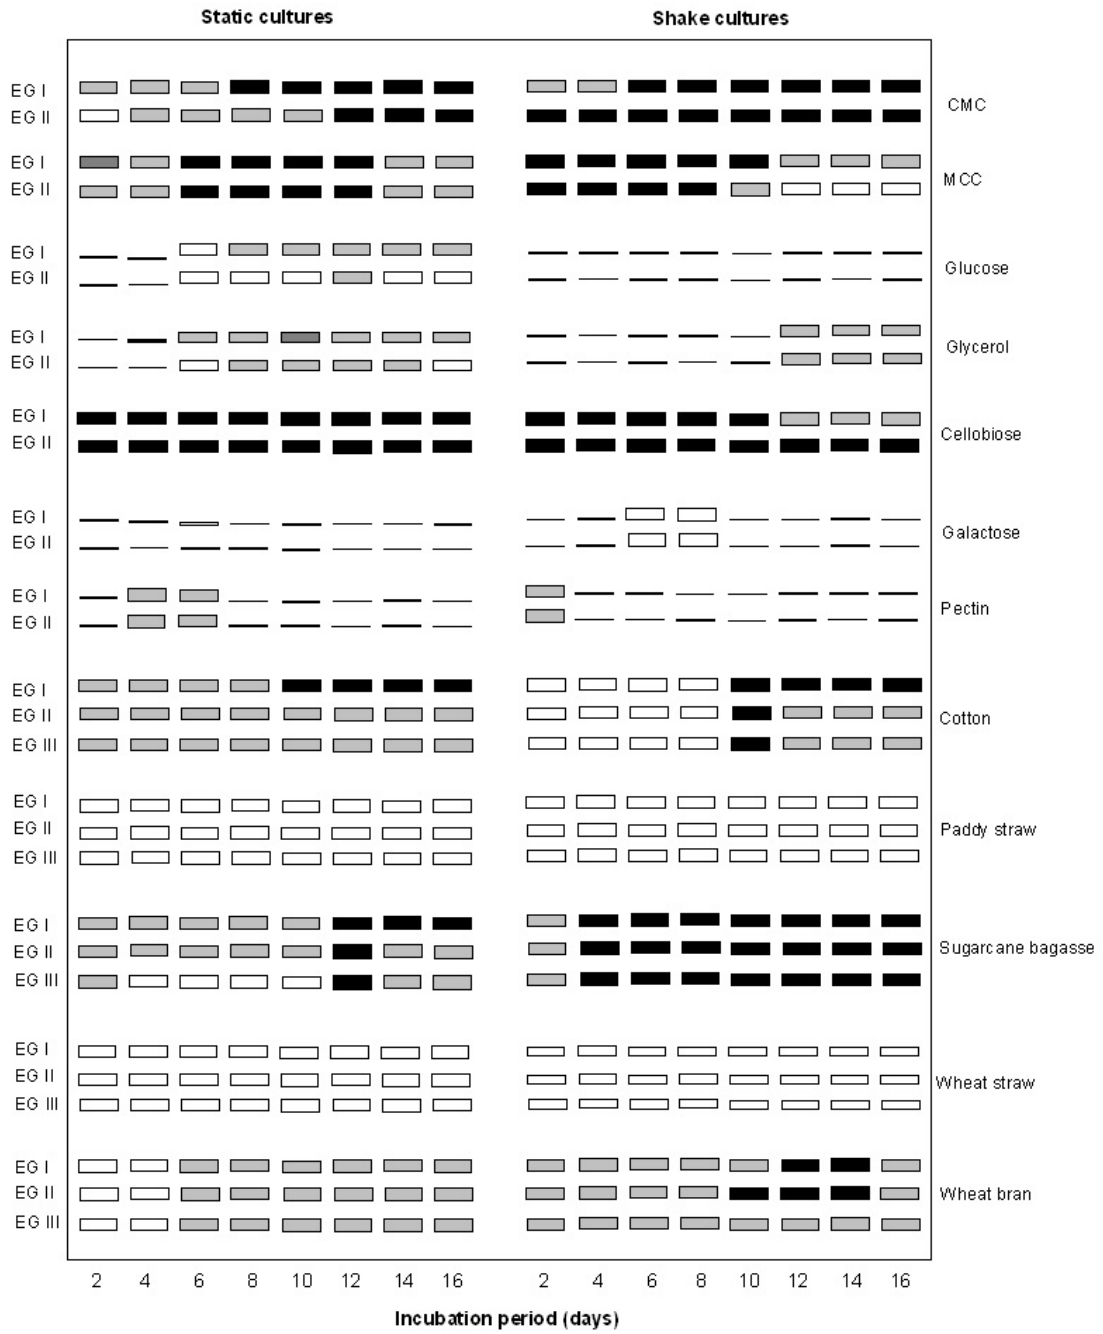 Static cultures Shake cultures
EG I
EG II
CMC
EG I
EG II
MCC
EG I
EG II
Glucose
EG I
EG II
Glycerol
EG I
EG II
Cellobiose
EG I
EG II
Galactose
EG I
EG II
Pectin
EG I
EG II
EG III
Cotton
EG I
EG II
EG III
Paddy straw
EG I
EG II
EG III
Sugarcane bagasse
EG I
EG II
EG III
Wheat straw
EG I
EG II
EG III
Wheat bran
2 4 6 8 10 12 14 16 2 4 6 8 10 12 14 16
Incubation period (days)